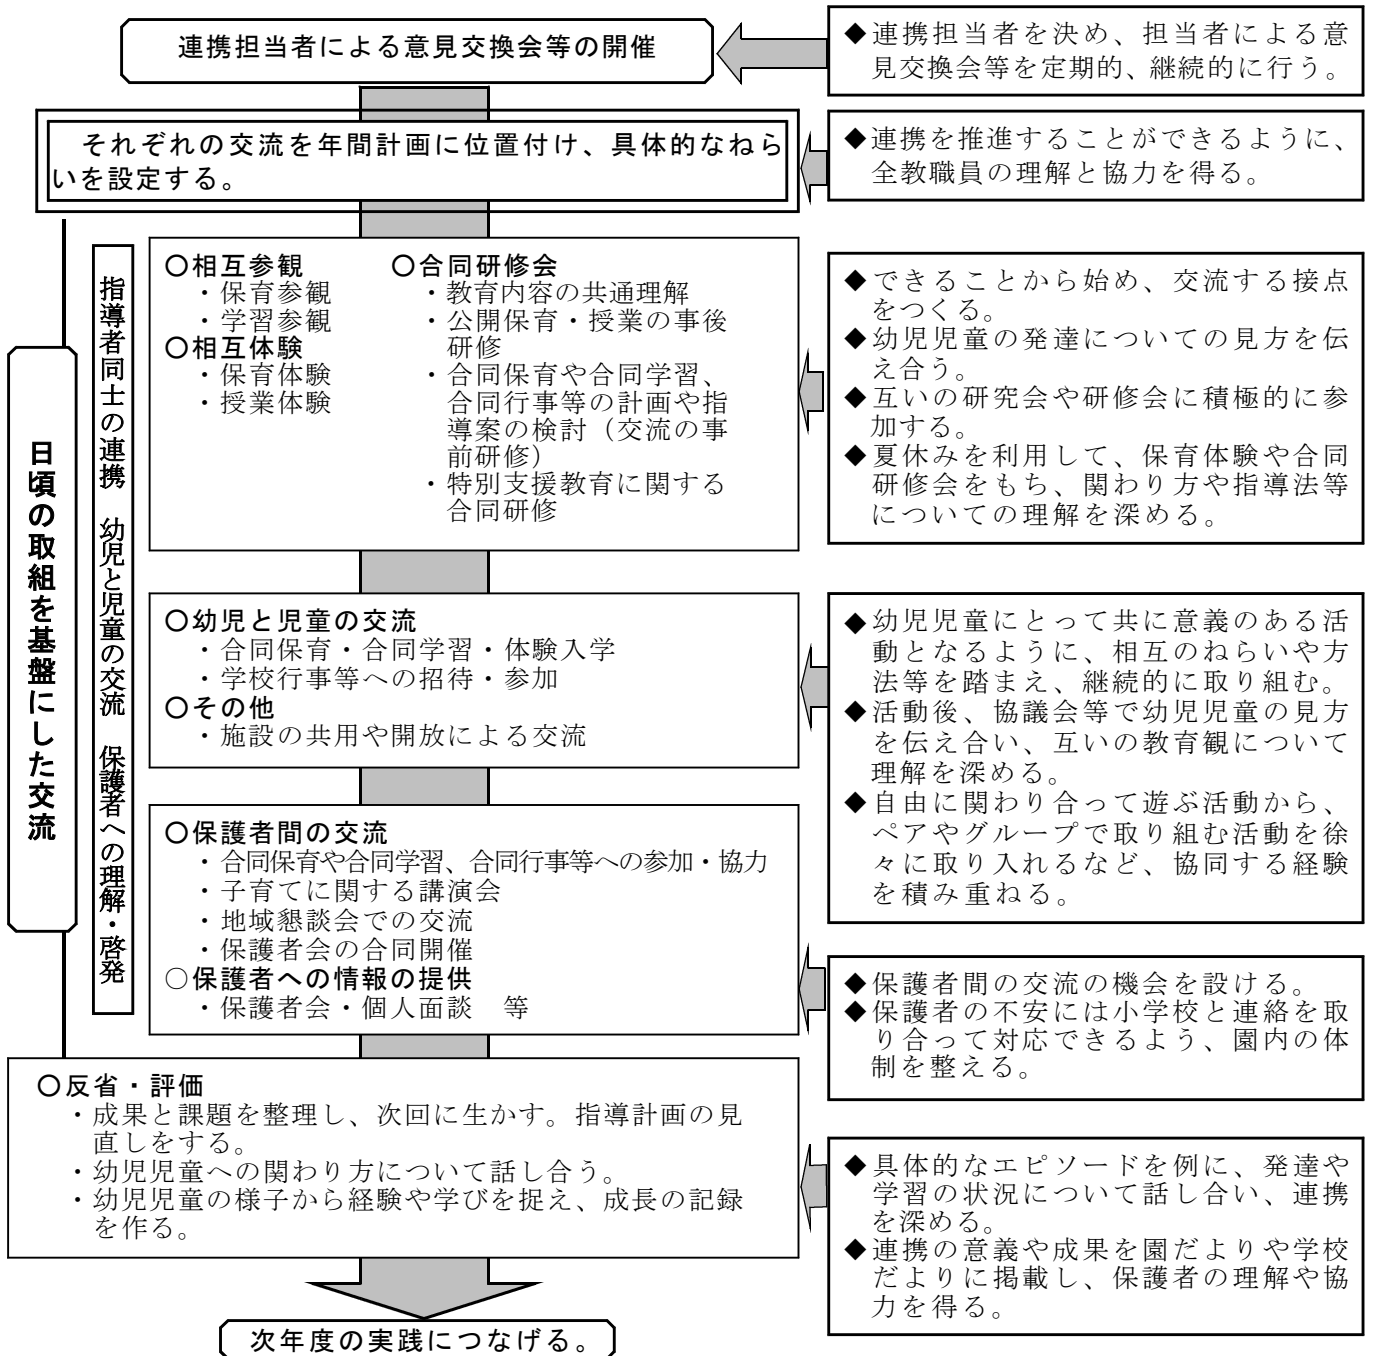 連携担当者による意見交換会等の開催
◆連携担当者を決め、担当者による意
見交換会等を定期的、継続的に行う。
それぞれの交流を年間計画に位置付け、具体的なねら
いを設定する。
◆連携を推進することができるように、
全教職員の理解と協力を得る。
日頃の取組を基盤にした交流
指導者同士の連携　幼児と児童の交流　保護者への理解・啓発
〇相互参観
・保育参観
・学習参観
〇相互体験
・保育体験
・授業体験
〇合同研修会
・教育内容の共通理解
・公開保育・授業の事後
研修
・合同保育や合同学習、
合同行事等の計画や指
導案の検討（交流の事
前研修）
・特別支援教育に関する
合同研修
◆できることから始め、交流する接点
をつくる。
◆幼児児童の発達についての見方を伝
え合う。
◆互いの研究会や研修会に積極的に参
加する。
◆夏休みを利用して、保育体験や合同
研修会をもち、関わり方や指導法等
についての理解を深める。
〇幼児と児童の交流
・合同保育・合同学習・体験入学
・学校行事等への招待・参加
〇その他
・施設の共用や開放による交流
◆幼児児童にとって共に意義のある活
動となるように、相互のねらいや方
法等を踏まえ、継続的に取り組む。
◆活動後、協議会等で幼児児童の見方
を伝え合い、互いの教育観について
理解を深める。
◆自由に関わり合って遊ぶ活動から、
ペアやグループで取り組む活動を徐
々に取り入れるなど、協同する経験
を積み重ねる。
〇保護者間の交流
・合同保育や合同学習、合同行事等への参加・協力
・子育てに関する講演会
・地域懇談会での交流
・保護者会の合同開催
○保護者への情報の提供
・保護者会・個人面談　等
◆保護者間の交流の機会を設ける。
◆保護者の不安には小学校と連絡を取
り合って対応できるよう、園内の体
制を整える。
〇反省・評価
・成果と課題を整理し、次回に生かす。指導計画の見
直しをする。
・幼児児童への関わり方について話し合う。
・幼児児童の様子から経験や学びを捉え、成長の記録
を作る。
◆具体的なエピソードを例に、発達や
学習の状況について話し合い、連携
を深める。
◆連携の意義や成果を園だよりや学校
だよりに掲載し、保護者の理解や協
力を得る。
次年度の実践につなげる。